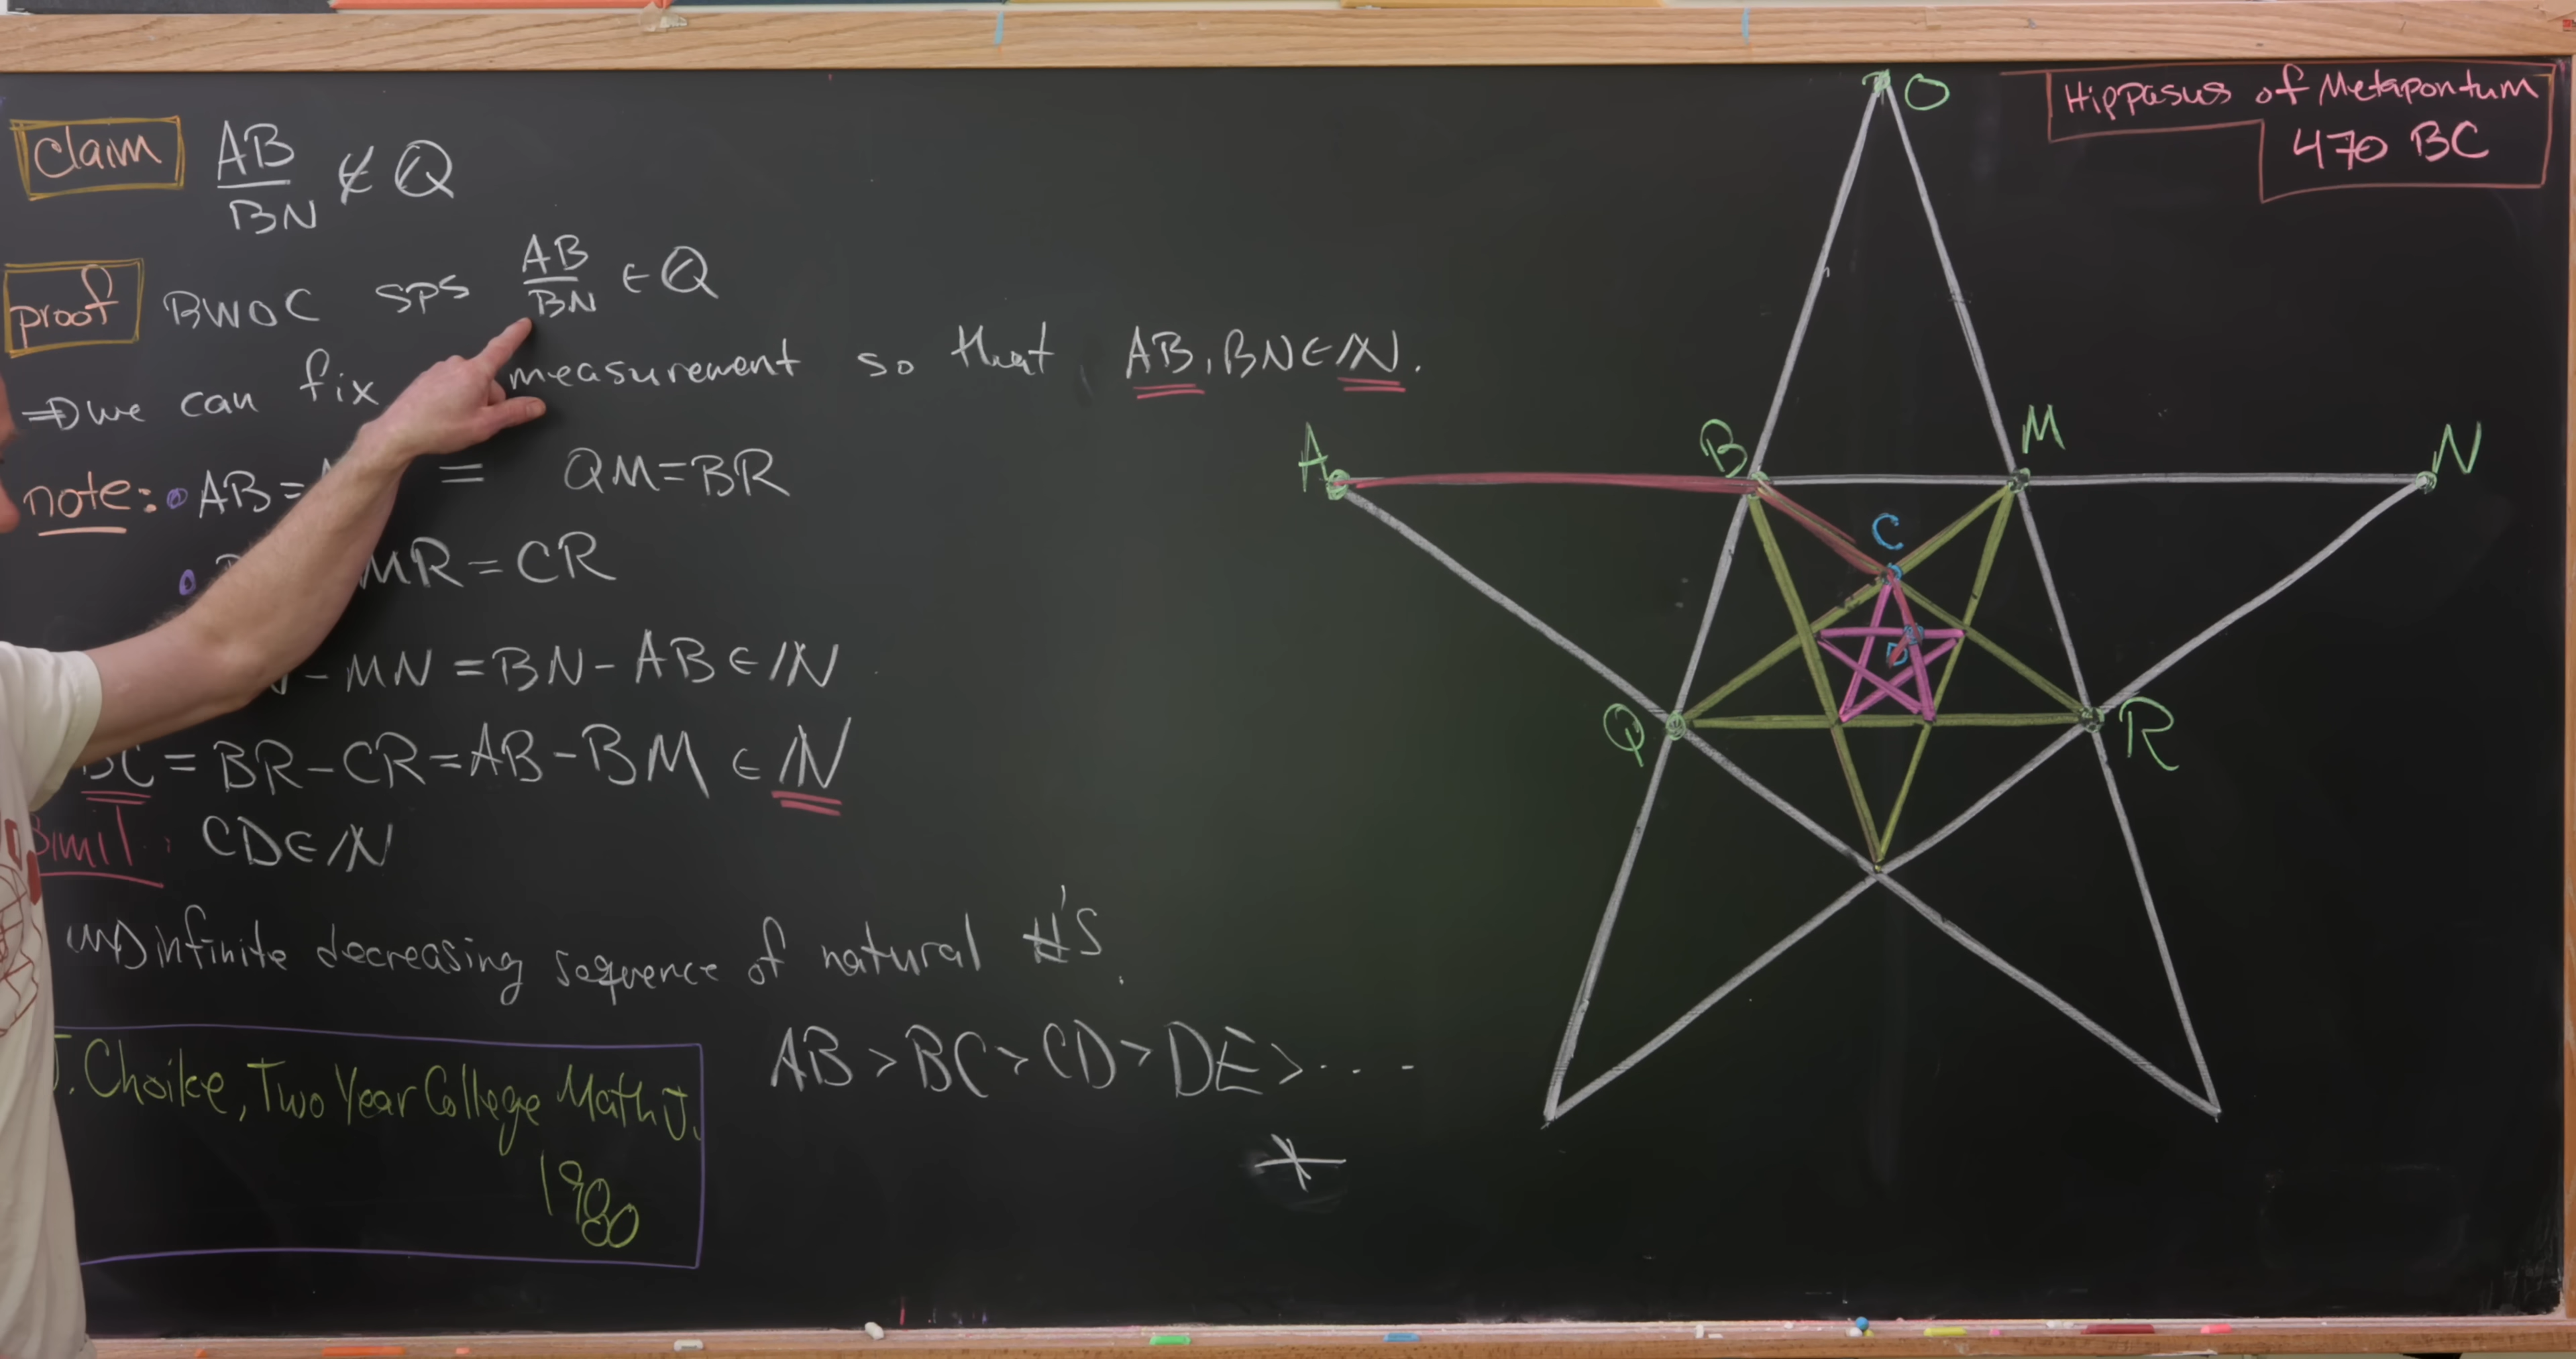 Claim AB/BN ∉ Q
proof BWOC SPS AB/BN ∈ Q
⇒ we can fix measurement so that AB, BN ∈ ℕ.
note: • AB = = QM = BR
• MR = CR
- MN = BN - AB ∈ ℕ
BC = BR - CR = AB - BM ∈ ℕ
Simil. : CD ∈ ℕ
infinite decreasing sequence of natural #'s.
AB > BC > CD > DE > ....
J. Choike, Two Year College Math J.
1980
Hippasus of Metapontum
470 BC
O
A
B
M
N
C
D
Q
R